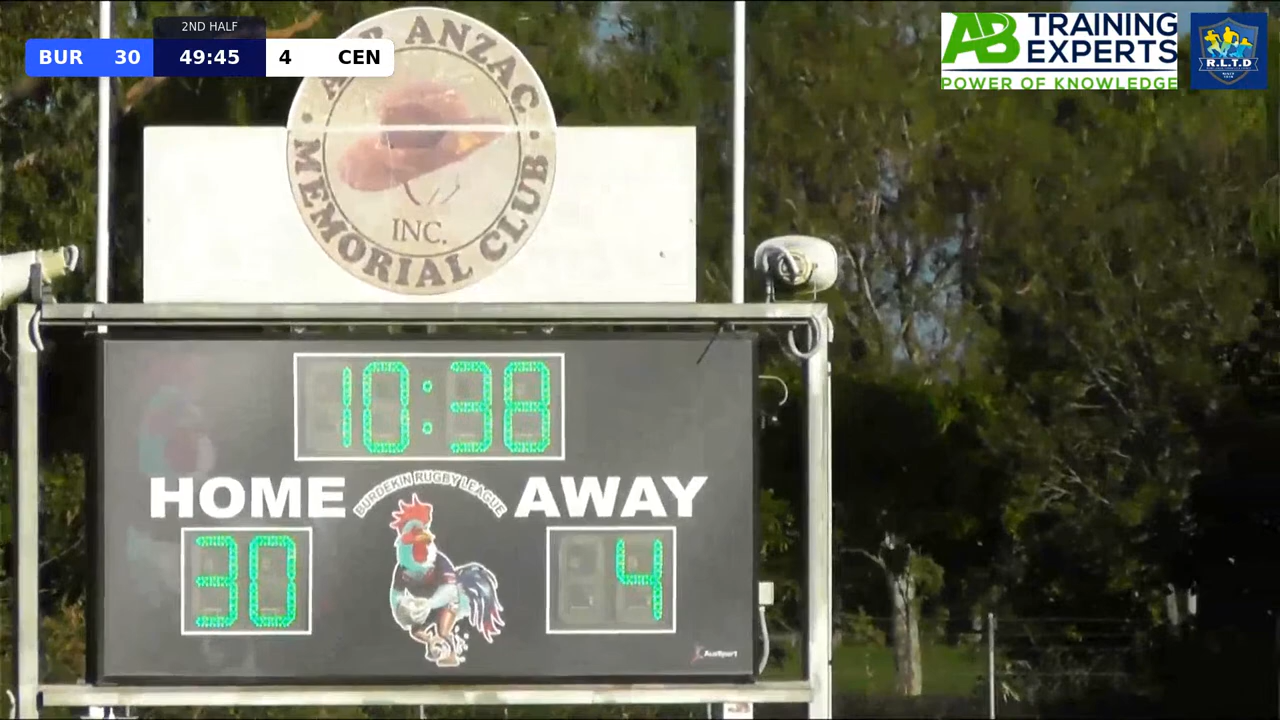 2ND HALF
BUR 30 49:45 4 CEN
AB TRAINING EXPERTS
POWER OF KNOWLEDGE
R.L.T.D
ANZAC
MEMORIAL CLUB
INC.
10:38
HOME
BURDEKIN RUGBY LEAGUE
AWAY
30
4
AusSport